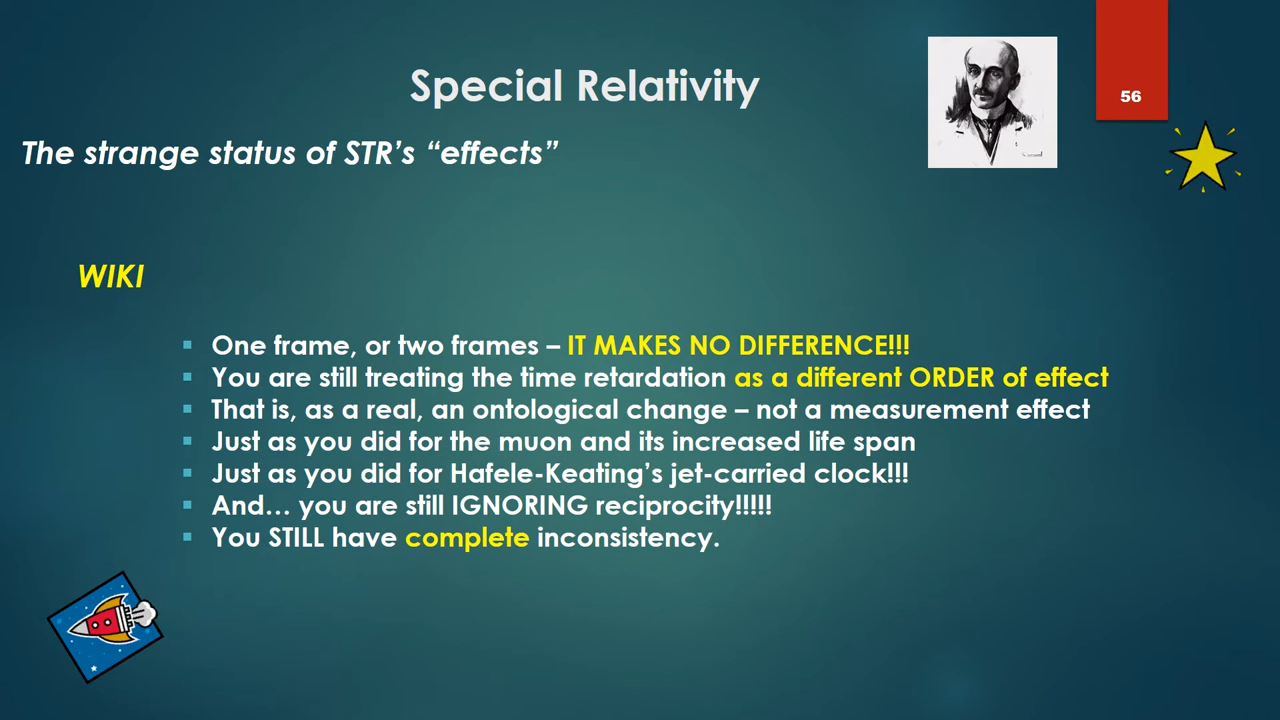 Special Relativity
56
The strange status of STR's “effects”
WIKI
One frame, or two frames – IT MAKES NO DIFFERENCE!!!
You are still treating the time retardation as a different ORDER of effect
That is, as a real, an ontological change – not a measurement effect
Just as you did for the muon and its increased life span
Just as you did for Hafele-Keating's jet-carried clock!!!
And… you are still IGNORING reciprocity!!!!!
You STILL have complete inconsistency.